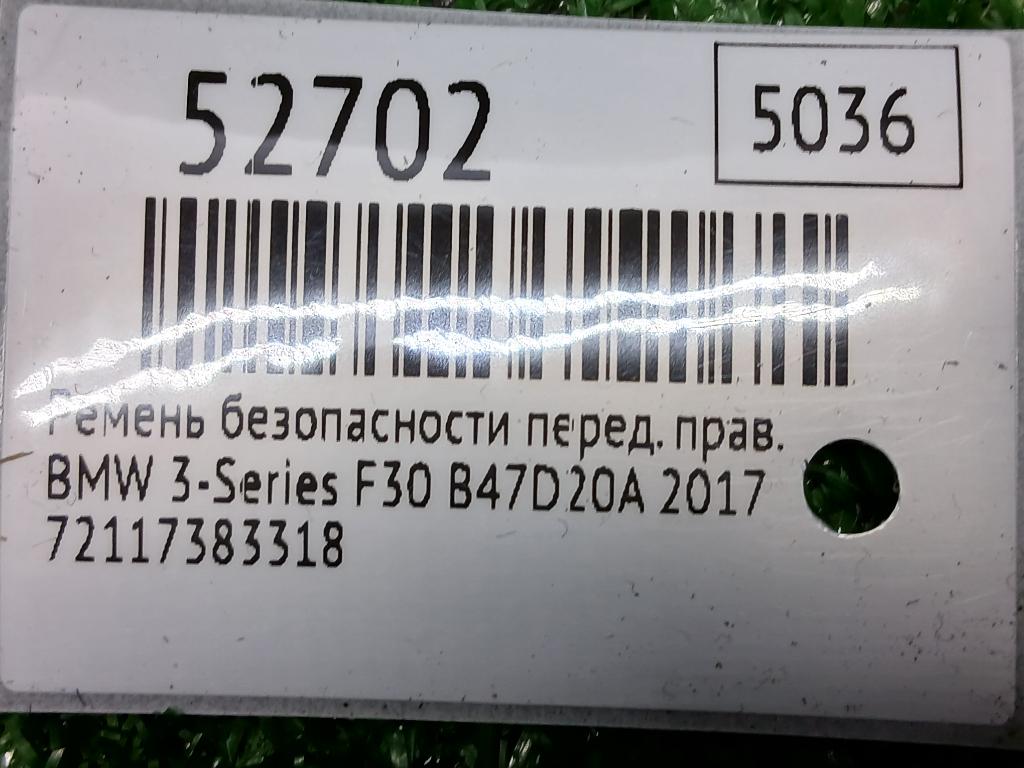 52702
5036
Ремень безопасности перед. прав.
BMW 3-Series F30 B47D20A 2017
72117383318